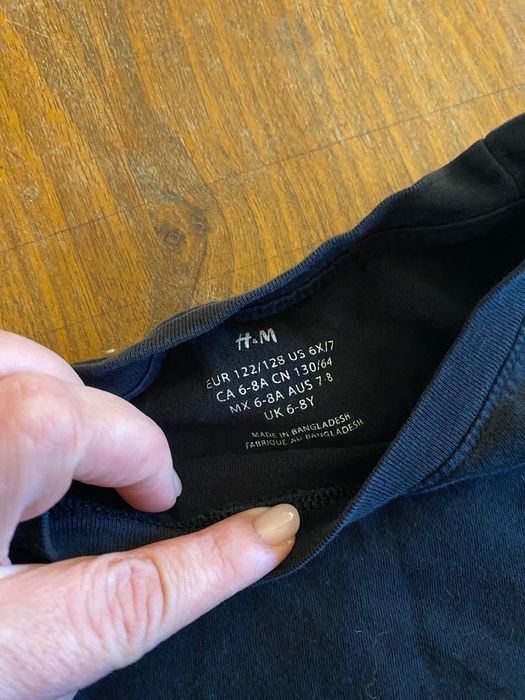 H&M
EUR 122/128 US 6X/7
CA 6-8A CN 130/64
MX 6-8A AUS 7-8
UK 6-8Y
MADE IN BANGLADESH
FABRIQUE AU BANGLADESH